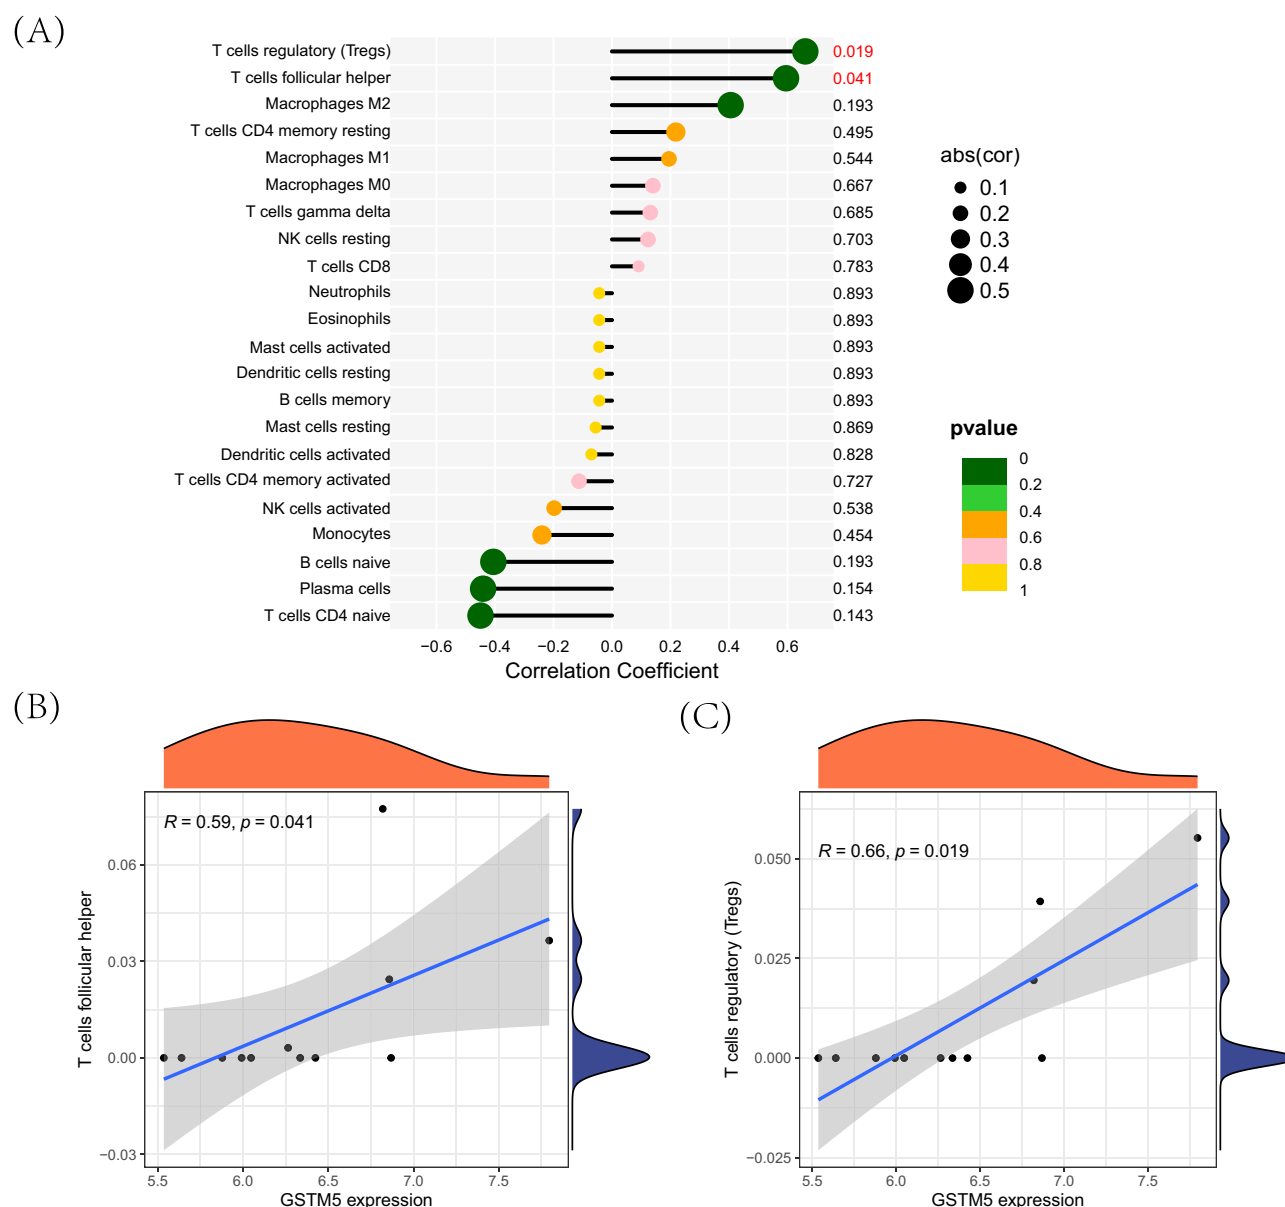 (A)
T cells regulatory (Tregs) 0.019
T cells follicular helper 0.041
Macrophages M2 0.193
T cells CD4 memory resting 0.495
Macrophages M1 0.544
Macrophages M0 0.667
T cells gamma delta 0.685
NK cells resting 0.703
T cells CD8 0.783
Neutrophils 0.893
Eosinophils 0.893
Mast cells activated 0.893
Dendritic cells resting 0.893
B cells memory 0.893
Mast cells resting 0.869
Dendritic cells activated 0.828
T cells CD4 memory activated 0.727
NK cells activated 0.538
Monocytes 0.454
B cells naive 0.193
Plasma cells 0.154
T cells CD4 naive 0.143
−0.6 −0.4 −0.2 0.0 0.2 0.4 0.6
Correlation Coefficient
abs(cor)
0.1
0.2
0.3
0.4
0.5
pvalue
0
0.2
0.4
0.6
0.8
1
(B)
R = 0.59, p = 0.041
T cells follicular helper
0.06
0.03
0.00
−0.03
5.5 6.0 6.5 7.0 7.5
GSTM5 expression
(C)
R = 0.66, p = 0.019
T cells regulatory (Tregs)
0.050
0.025
0.000
−0.025
5.5 6.0 6.5 7.0 7.5
GSTM5 expression